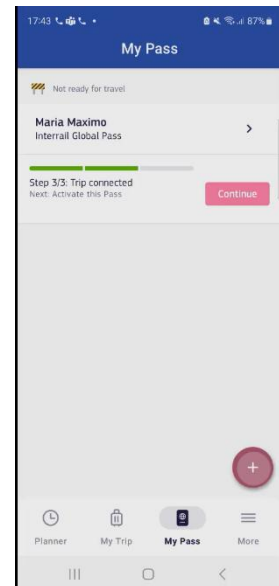 17:43
87%
My Pass
Not ready for travel
Maria Maximo
Interrail Global Pass
Step 3/3: Trip connected
Next: Activate this Pass
Continue
+
Planner
My Trip
My Pass
More